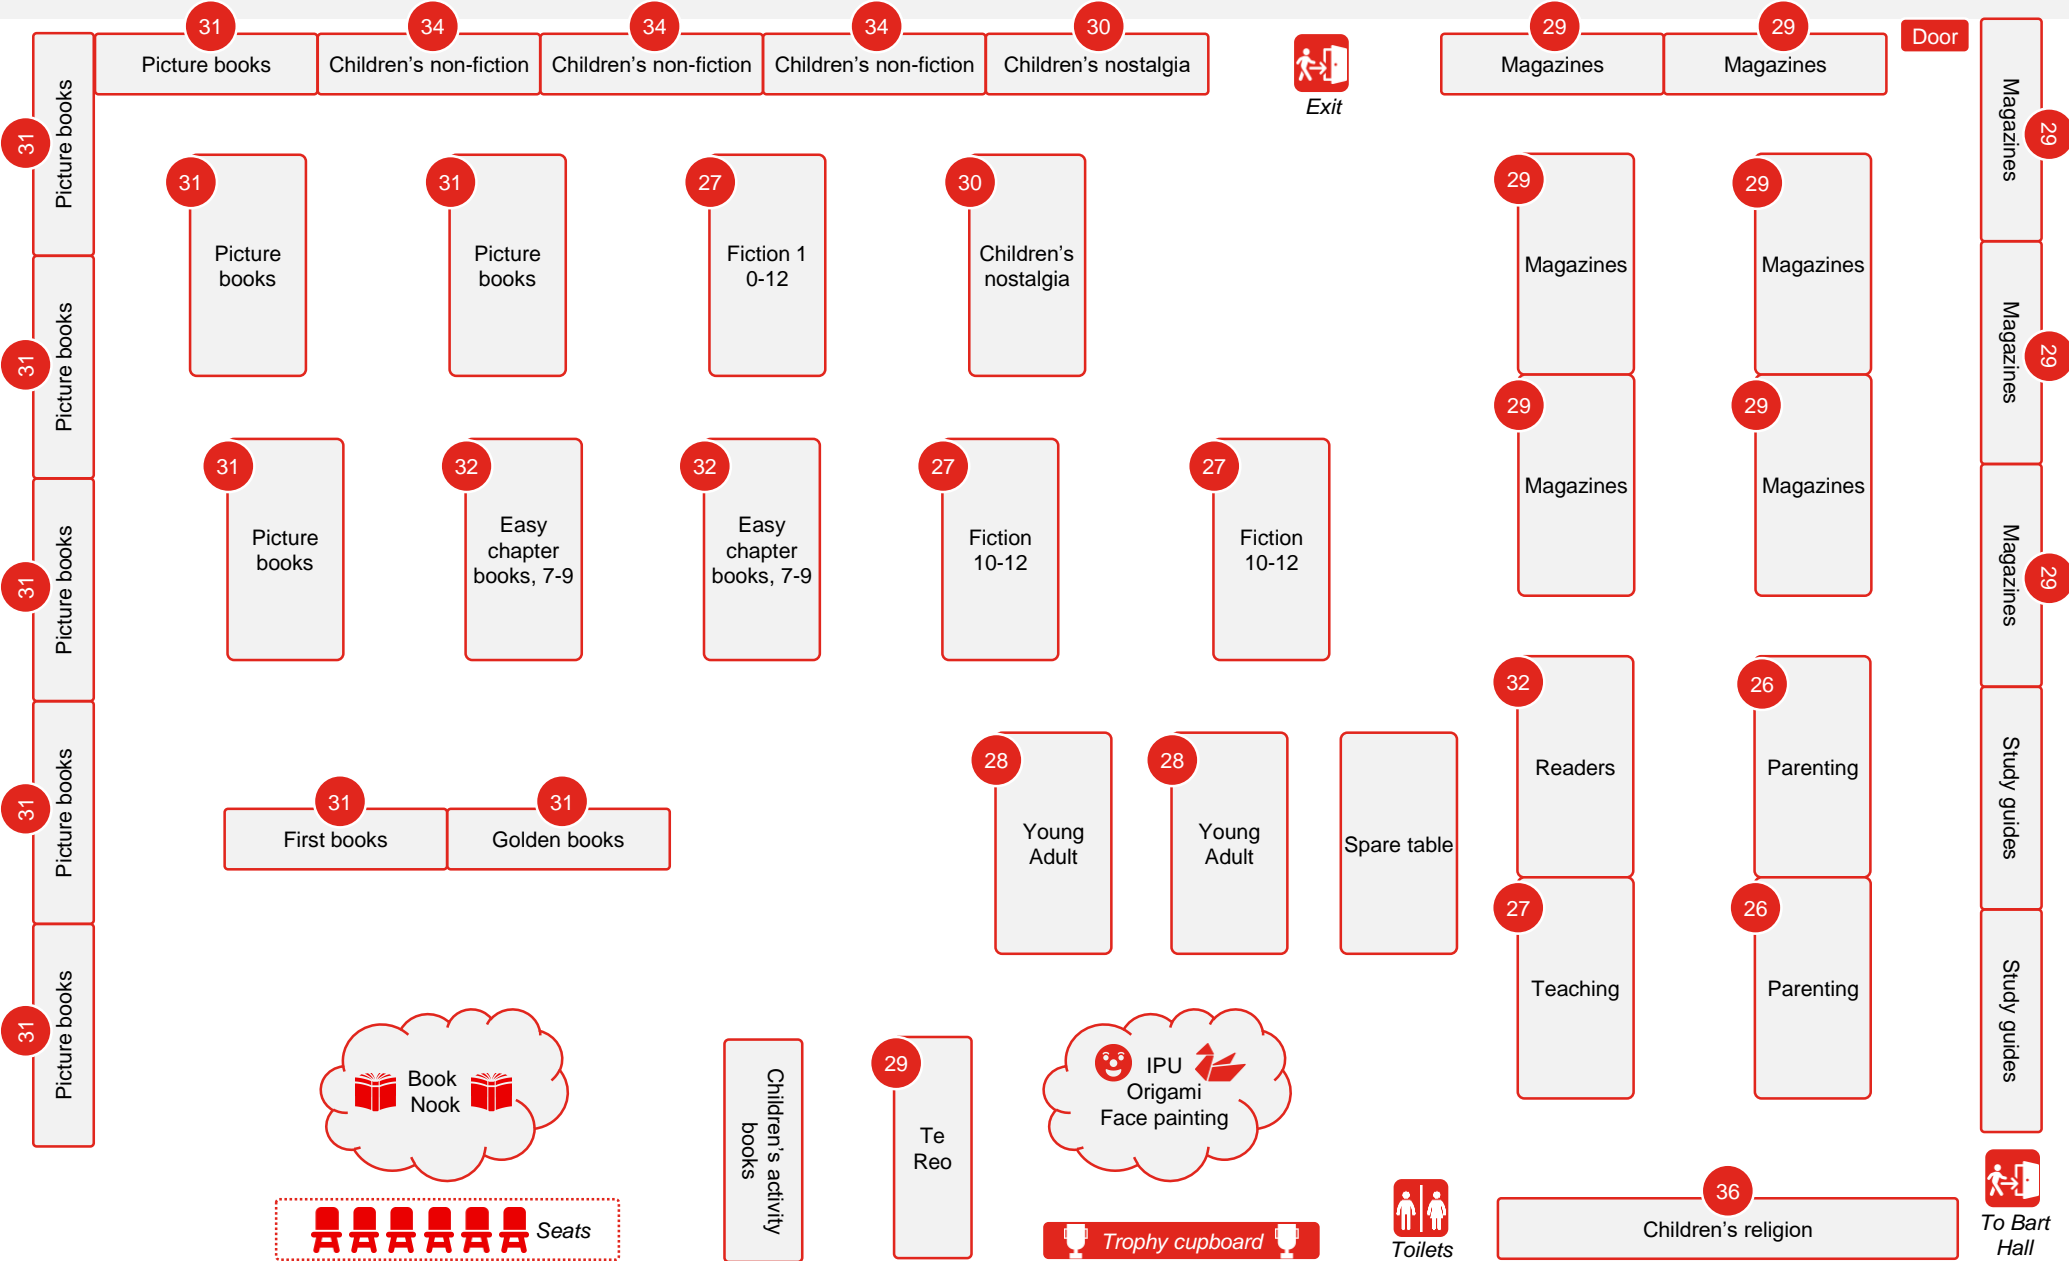 31
34
34
34
30
29
29
Door
Picture books
Children's non-fiction
Children's non-fiction
Children's non-fiction
Children's nostalgia
Exit
Magazines
Magazines
31
Picture books
31
Picture books
31
Picture books
31
Picture books
31
Picture books
31
Picture
books
31
Picture
books
27
Fiction 1
0-12
30
Children's
nostalgia
29
Magazines
29
Magazines
29
Magazines
29
Magazines
Magazines
29
Magazines
29
Magazines
29
Study guides
Study guides
31
Picture
books
32
Easy
chapter
books, 7-9
32
Easy
chapter
books, 7-9
27
Fiction
10-12
27
Fiction
10-12
32
Readers
26
Parenting
27
Teaching
26
Parenting
31
First books
31
Golden books
28
Young
Adult
28
Young
Adult
Spare table
Book
Nook
Seats
Children's activity
books
29
Te
Reo
IPU
Origami
Face painting
Trophy cupboard
Toilets
36
Children's religion
To Bart
Hall